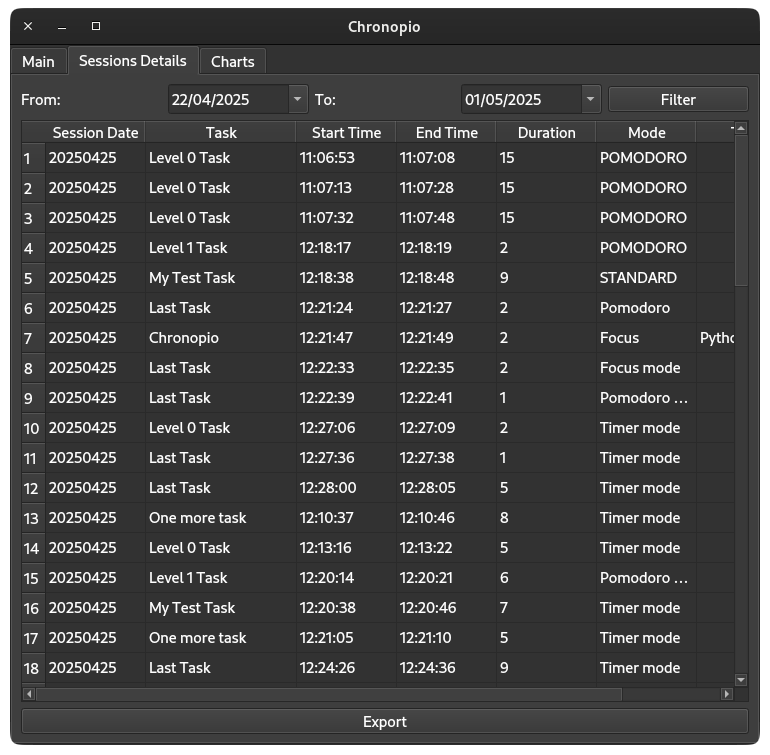 Chronopio
Main Sessions Details Charts
From: 22/04/2025 To: 01/05/2025 Filter
Session Date Task Start Time End Time Duration Mode
1 20250425 Level 0 Task 11:06:53 11:07:08 15 POMODORO
2 20250425 Level 0 Task 11:07:13 11:07:28 15 POMODORO
3 20250425 Level 0 Task 11:07:32 11:07:48 15 POMODORO
4 20250425 Level 1 Task 12:18:17 12:18:19 2 POMODORO
5 20250425 My Test Task 12:18:38 12:18:48 9 STANDARD
6 20250425 Last Task 12:21:24 12:21:27 2 Pomodoro
7 20250425 Chronopio 12:21:47 12:21:49 2 Focus
8 20250425 Last Task 12:22:33 12:22:35 2 Focus mode
9 20250425 Last Task 12:22:39 12:22:41 1 Pomodoro ...
10 20250425 Level 0 Task 12:27:06 12:27:09 2 Timer mode
11 20250425 Last Task 12:27:36 12:27:38 1 Timer mode
12 20250425 Last Task 12:28:00 12:28:05 5 Timer mode
13 20250425 One more task 12:10:37 12:10:46 8 Timer mode
14 20250425 Level 0 Task 12:13:16 12:13:22 5 Timer mode
15 20250425 Level 1 Task 12:20:14 12:20:21 6 Pomodoro ...
16 20250425 My Test Task 12:20:38 12:20:46 7 Timer mode
17 20250425 One more task 12:21:05 12:21:10 5 Timer mode
18 20250425 Last Task 12:24:26 12:24:36 9 Timer mode
Export